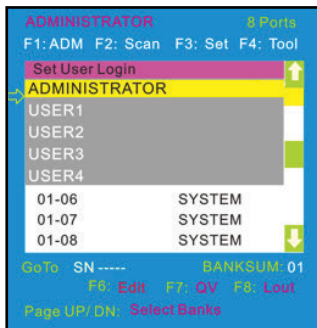 ADMINISTRATOR 8 Ports
F1: ADM F2: Scan F3: Set F4: Tool
Set User Login
ADMINISTRATOR
USER1
USER2
USER3
USER4
01-06 SYSTEM
01-07 SYSTEM
01-08 SYSTEM
GoTo SN ----- BANKSUM: 01
F6: Edit F7: QV F8: Lout
Page UP/ DN: Select Banks